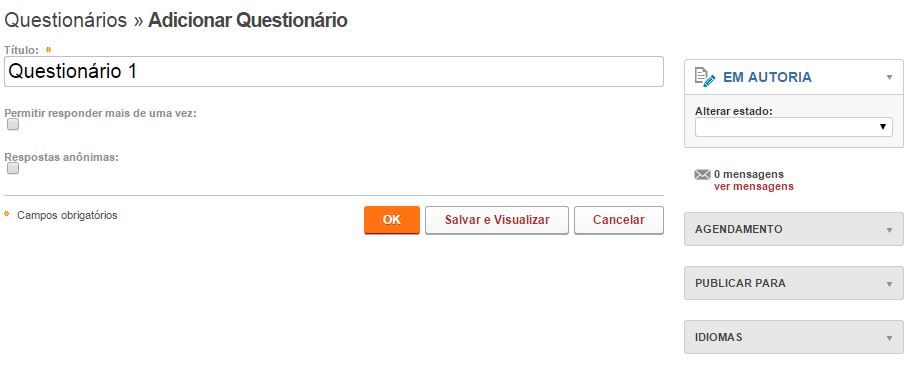 Questionários » Adicionar Questionário
Título: *
Questionário 1
Permitir responder mais de uma vez:
Respostas anônimas:
* Campos obrigatórios
OK
Salvar e Visualizar
Cancelar
EM AUTORIA
Alterar estado:
0 mensagens
ver mensagens
AGENDAMENTO
PUBLICAR PARA
IDIOMAS